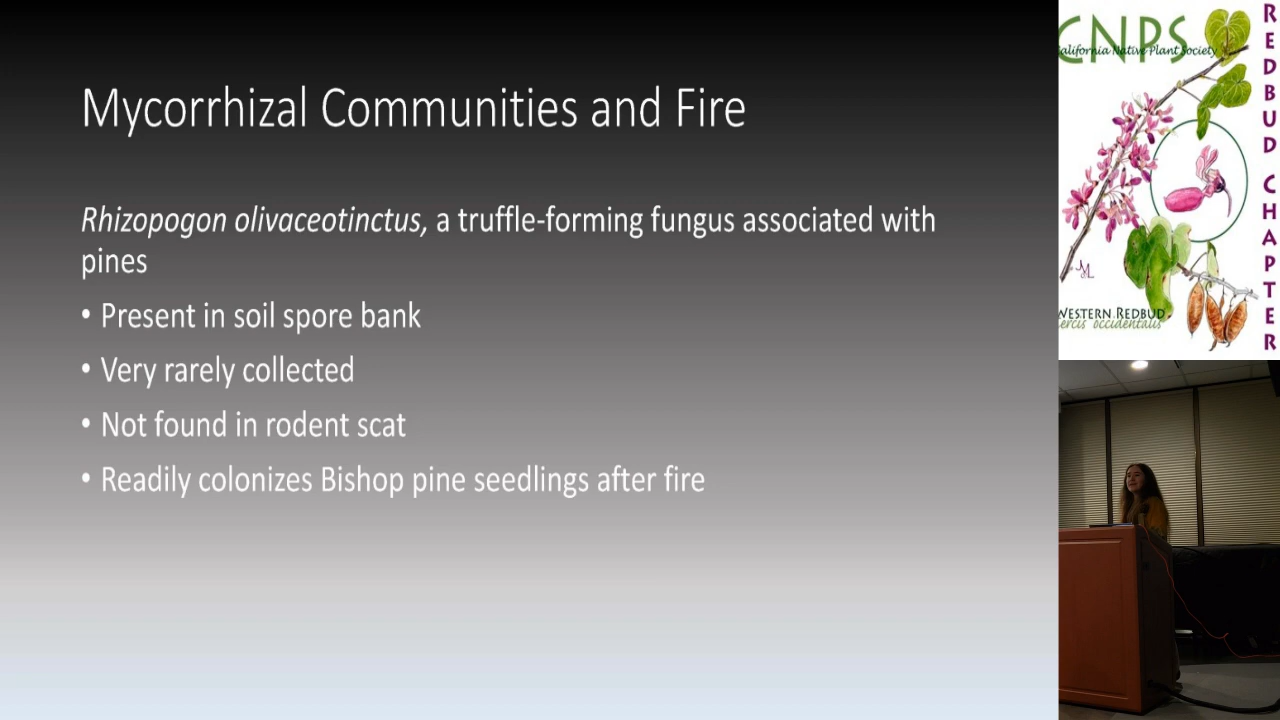 Mycorrhizal Communities and Fire
Rhizopogon olivaceotinctus, a truffle-forming fungus associated with
pines
• Present in soil spore bank
• Very rarely collected
• Not found in rodent scat
• Readily colonizes Bishop pine seedlings after fire
CNPS
California Native Plant Society
REDBUD CHAPTER
WESTERN REDBUD
ercis occidentalis